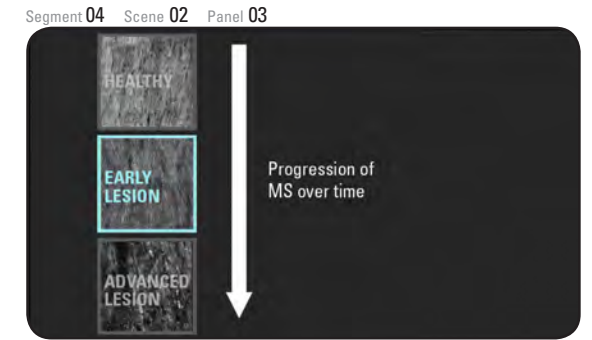 Segment 04 Scene 02 Panel 03
HEALTHY
EARLY
LESION
Progression of
MS over time
ADVANCED
LESION